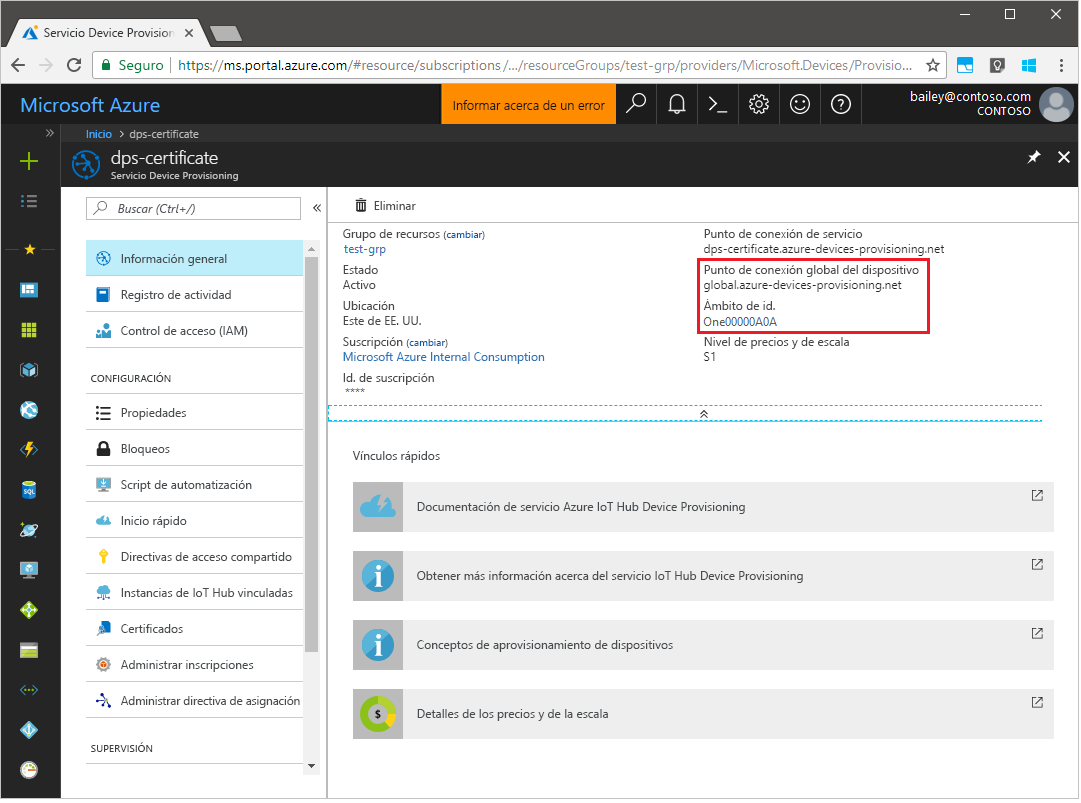 Servicio Device Provision
Seguro
https://ms.portal.azure.com/#resource/subscriptions/.../resourceGroups/test-grp/providers/Microsoft.Devices/Provisio...
Microsoft Azure
Informar acerca de un error
bailey@contoso.com
CONTOSO
Inicio > dps-certificate
dps-certificate
Servicio Device Provisioning
Buscar (Ctrl+/)
Información general
Registro de actividad
Control de acceso (IAM)
CONFIGURACIÓN
Propiedades
Bloqueos
Script de automatización
Inicio rápido
Directivas de acceso compartido
Instancias de IoT Hub vinculadas
Certificados
Administrar inscripciones
Administrar directiva de asignación
SUPERVISIÓN
SQL
Eliminar
Grupo de recursos (cambiar)
test-grp
Estado
Activo
Ubicación
Este de EE. UU.
Suscripción (cambiar)
Microsoft Azure Internal Consumption
Id. de suscripción
****
Punto de conexión de servicio
dps-certificate.azure-devices-provisioning.net
Punto de conexión global del dispositivo
global.azure-devices-provisioning.net
Ámbito de id.
One00000A0A
Nivel de precios y de escala
S1
Vínculos rápidos
Documentación de servicio Azure IoT Hub Device Provisioning
Obtener más información acerca del servicio IoT Hub Device Provisioning
Conceptos de aprovisionamiento de dispositivos
Detalles de los precios y de la escala